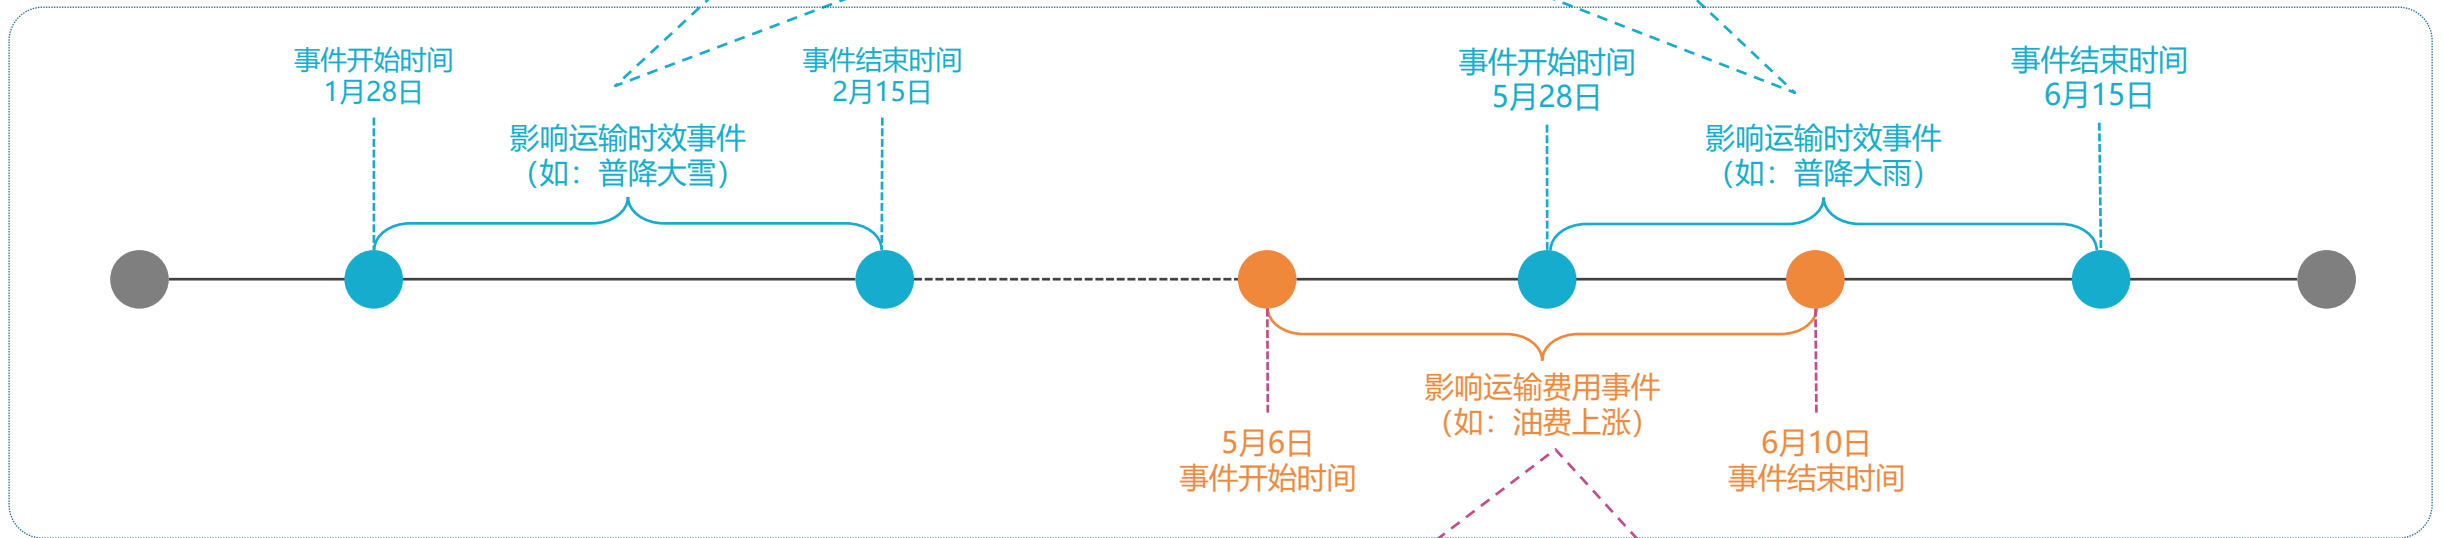 事件开始时间
1月28日
事件结束时间
2月15日
影响运输时效事件
（如：普降大雪）
事件开始时间
5月28日
事件结束时间
6月15日
影响运输时效事件
（如：普降大雨）
影响运输费用事件
（如：油费上涨）
5月6日
事件开始时间
6月10日
事件结束时间